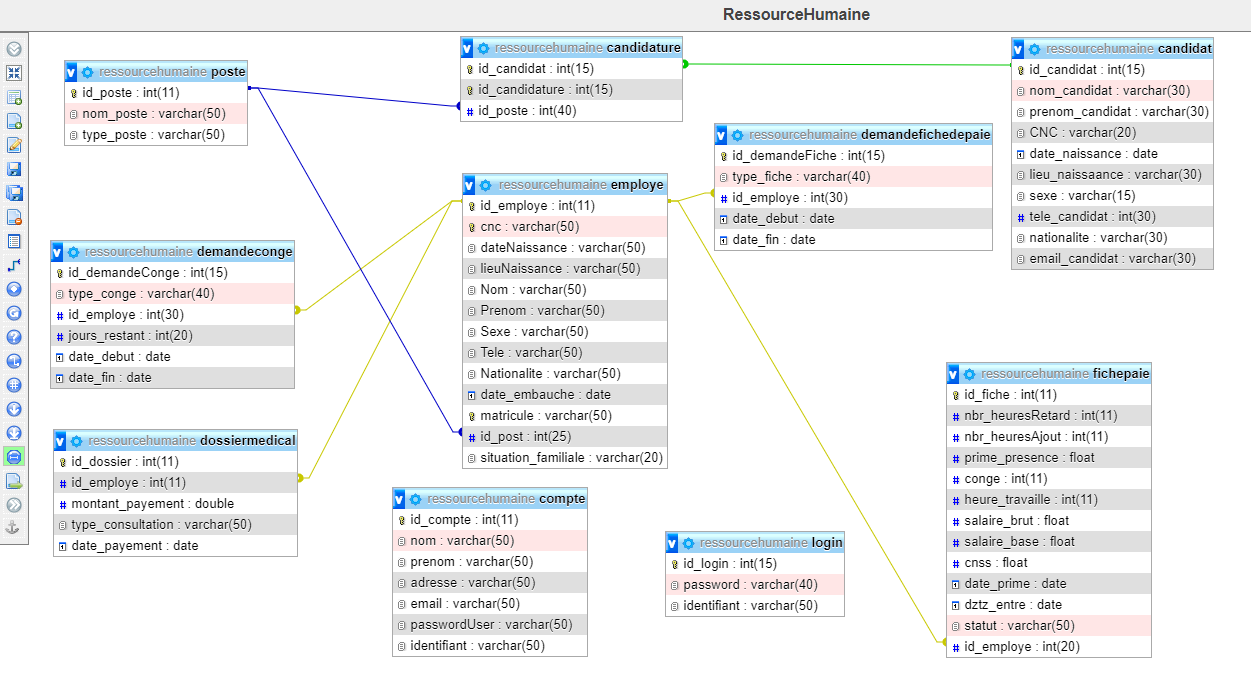 RessourceHumaine
ressourcehumaine poste
id_poste : int(11)
nom_poste : varchar(50)
type_poste : varchar(50)
ressourcehumaine candidature
id_candidat : int(15)
id_candidature : int(15)
id_poste : int(40)
ressourcehumaine candidat
id_candidat : int(15)
nom_candidat : varchar(30)
prenom_candidat : varchar(30)
CNC : varchar(20)
date_naissance : date
lieu_naissaance : varchar(30)
sexe : varchar(15)
tele_candidat : int(30)
nationalite : varchar(30)
email_candidat : varchar(30)
ressourcehumaine demandefichedepaie
id_demandeFiche : int(15)
type_fiche : varchar(40)
id_employe : int(30)
date_debut : date
date_fin : date
ressourcehumaine employe
id_employe : int(11)
cnc : varchar(50)
dateNaissance : varchar(50)
lieuNaissance : varchar(50)
Nom : varchar(50)
Prenom : varchar(50)
Sexe : varchar(50)
Tele : varchar(50)
Nationalite : varchar(50)
date_embauche : date
matricule : varchar(50)
id_post : int(25)
situation_familiale : varchar(20)
ressourcehumaine demandeconge
id_demandeConge : int(15)
type_conge : varchar(40)
id_employe : int(30)
jours_restant : int(20)
date_debut : date
date_fin : date
ressourcehumaine dossiermedical
id_dossier : int(11)
id_employe : int(11)
montant_payement : double
type_consultation : varchar(50)
date_payement : date
ressourcehumaine compte
id_compte : int(11)
nom : varchar(50)
prenom : varchar(50)
adresse : varchar(50)
email : varchar(50)
passwordUser : varchar(50)
identifiant : varchar(50)
ressourcehumaine login
id_login : int(15)
password : varchar(40)
identifiant : varchar(50)
ressourcehumaine fichepaie
id_fiche : int(11)
nbr_heuresRetard : int(11)
nbr_heuresAjout : int(11)
prime_presence : float
conge : int(11)
heure_travaille : int(11)
salaire_brut : float
salaire_base : float
cnss : float
date_prime : date
dztz_entre : date
statut : varchar(50)
id_employe : int(20)